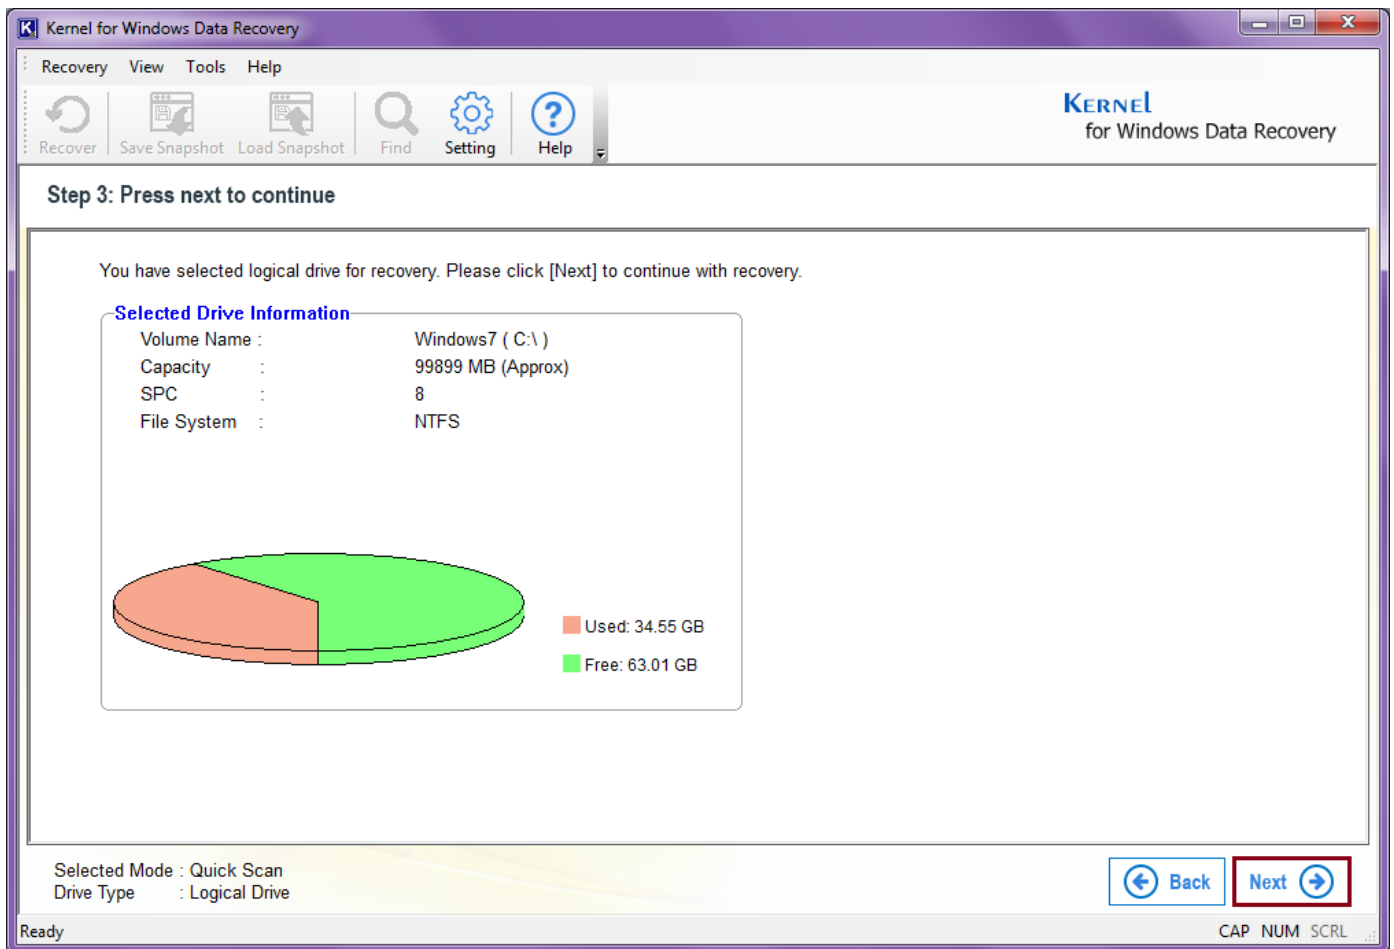 Kernel for Windows Data Recovery
Recovery View Tools Help
Recover Save Snapshot Load Snapshot Find Setting Help
KERNEl
for Windows Data Recovery
Step 3: Press next to continue
You have selected logical drive for recovery. Please click [Next] to continue with recovery.
Selected Drive Information
Volume Name : Windows7 ( C:\ )
Capacity : 99899 MB (Approx)
SPC : 8
File System : NTFS
Used: 34.55 GB
Free: 63.01 GB
Selected Mode : Quick Scan
Drive Type : Logical Drive
Back Next
Ready CAP NUM SCRL